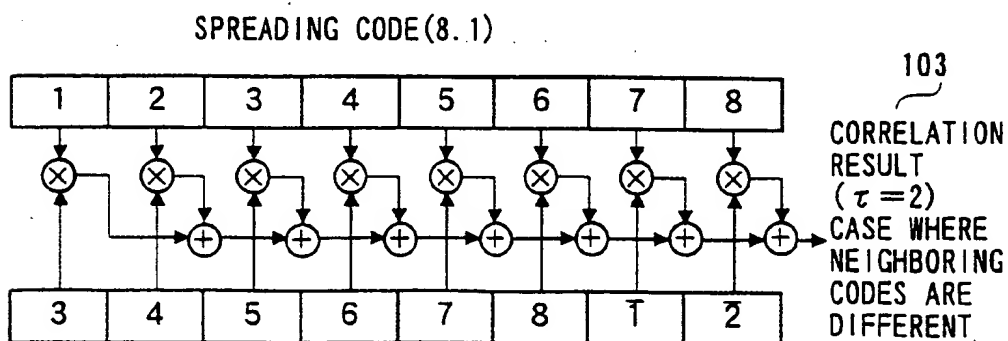 SPREADING CODE(8.1)
103
1 2 3 4 5 6 7 8
CORRELATION
RESULT
(τ=2)
CASE WHERE
NEIGHBORING
CODES ARE
DIFFERENT
3 4 5 6 7 8 1̅ 2̅